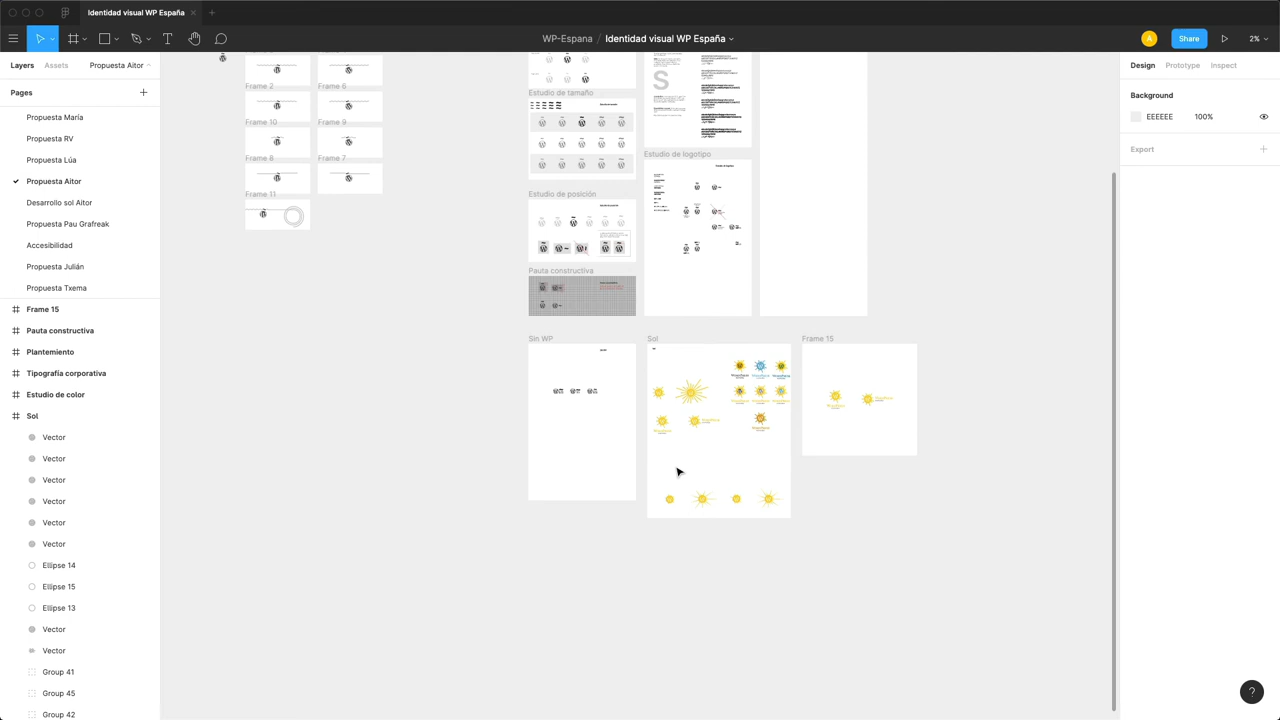 Identidad visual WP España
WP-Espana / Identidad visual WP España
A
Share
2%
Layers
Assets
Propuesta Aitor
Design
Prototype
Inspect
Pages
Propuesta María
Propuesta RV
Propuesta Lúa
Propuesta Aitor
Desarrollo sol Aitor
Propuesta Pau Grafreak
Accesibilidad
Propuesta Julián
Propuesta Txema
Frame 15
Pauta constructiva
Planteamiento
Tipografía corporativa
Estudio de color
Sol
Vector
Vector
Vector
Vector
Vector
Vector
Ellipse 14
Ellipse 15
Ellipse 13
Vector
Vector
Group 41
Group 45
Group 42
Frame 2
Frame 6
Frame 10
Frame 9
Frame 8
Frame 7
Frame 11
Estudio de tamaño
Estudio de posición
Pauta constructiva
S
Estudio de logotipo
Sin WP
Sol
Frame 15
Background
EEEEEE
100%
Export
?